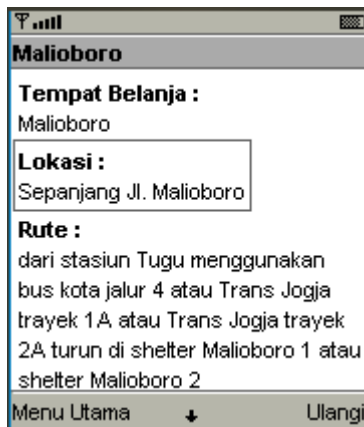 Malioboro
Tempat Belanja :
Malioboro
Lokasi :
Sepanjang Jl. Malioboro
Rute :
dari stasiun Tugu menggunakan
bus kota jalur 4 atau Trans Jogja
trayek 1A atau Trans Jogja trayek
2A turun di shelter Malioboro 1 atau
shelter Malioboro 2
Menu Utama Ulangi